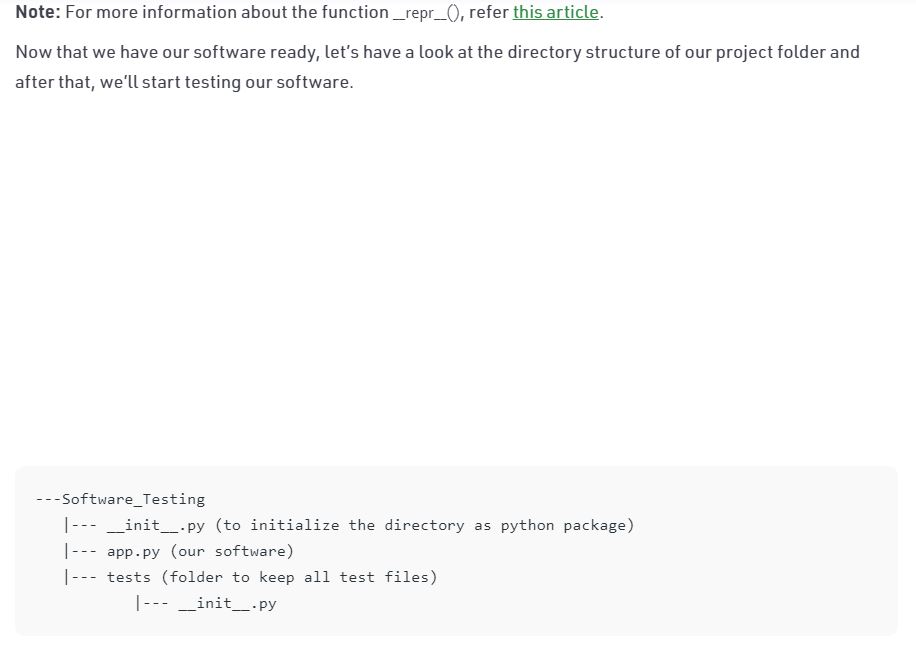 Note: For more information about the function _repr_(), refer this article.
Now that we have our software ready, let's have a look at the directory structure of our project folder and
after that, we'll start testing our software.
---Software_Testing
|--- __init__.py (to initialize the directory as python package)
|--- app.py (our software)
|--- tests (folder to keep all test files)
|--- __init__.py